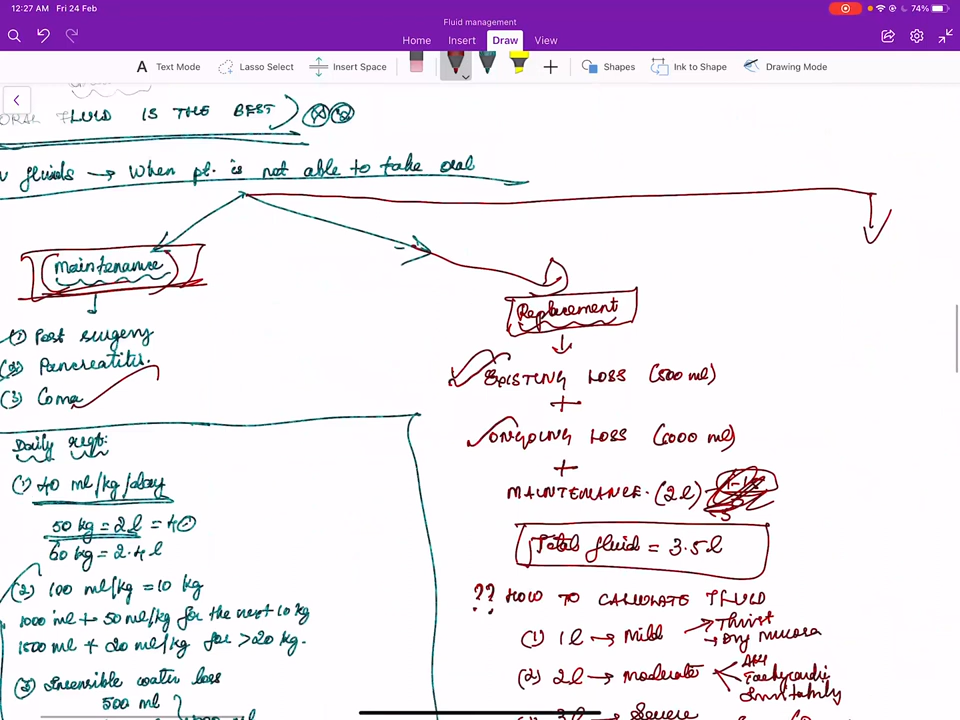 12:27 AM Fri 24 Feb
74%
Fluid management
Home Insert Draw View
Text Mode Lasso Select Insert Space Shapes Ink to Shape Drawing Mode
ORAL FLUID IS THE BEST
fluids → When pt. is not able to take oral
Maintenance
(1) Post surgery
(2) Pancreatitis.
(3) Coma
Daily reqt:
(1) 40 ml/kg/day
50 kg = 2l = 4
60 kg = 2.4 l
(2) 100 ml/kg = 10 kg
1000 ml + 50 ml/kg for the next 10 kg
1500 ml + 20 ml/kg for >20 kg.
(3) Insensible water loss
500 ml
Replacement
↓
EXISTING LOSS (500 ml)
+
ONGOING LOSS (1000 ml)
+
MAINTENANCE. (2l)
Total fluid = 3.5 l
?? HOW TO CALCULATE FLUID
(1) 1l → Mild → Thirst
→ Dry mucosa
(2) 2l → moderate
Tachycardia
Severe